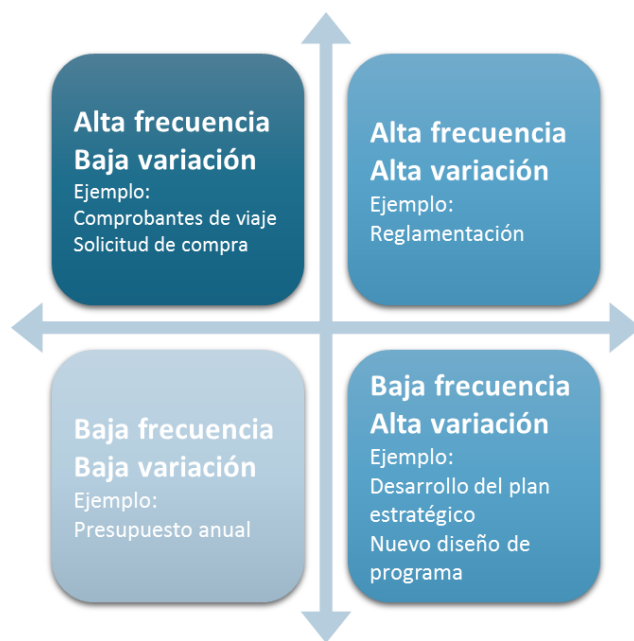 Alta frecuencia
Baja variación
Ejemplo:
Comprobantes de viaje
Solicitud de compra
Alta frecuencia
Alta variación
Ejemplo:
Reglamentación
Baja frecuencia
Baja variación
Ejemplo:
Presupuesto anual
Baja frecuencia
Alta variación
Ejemplo:
Desarrollo del plan
estratégico
Nuevo diseño de
programa